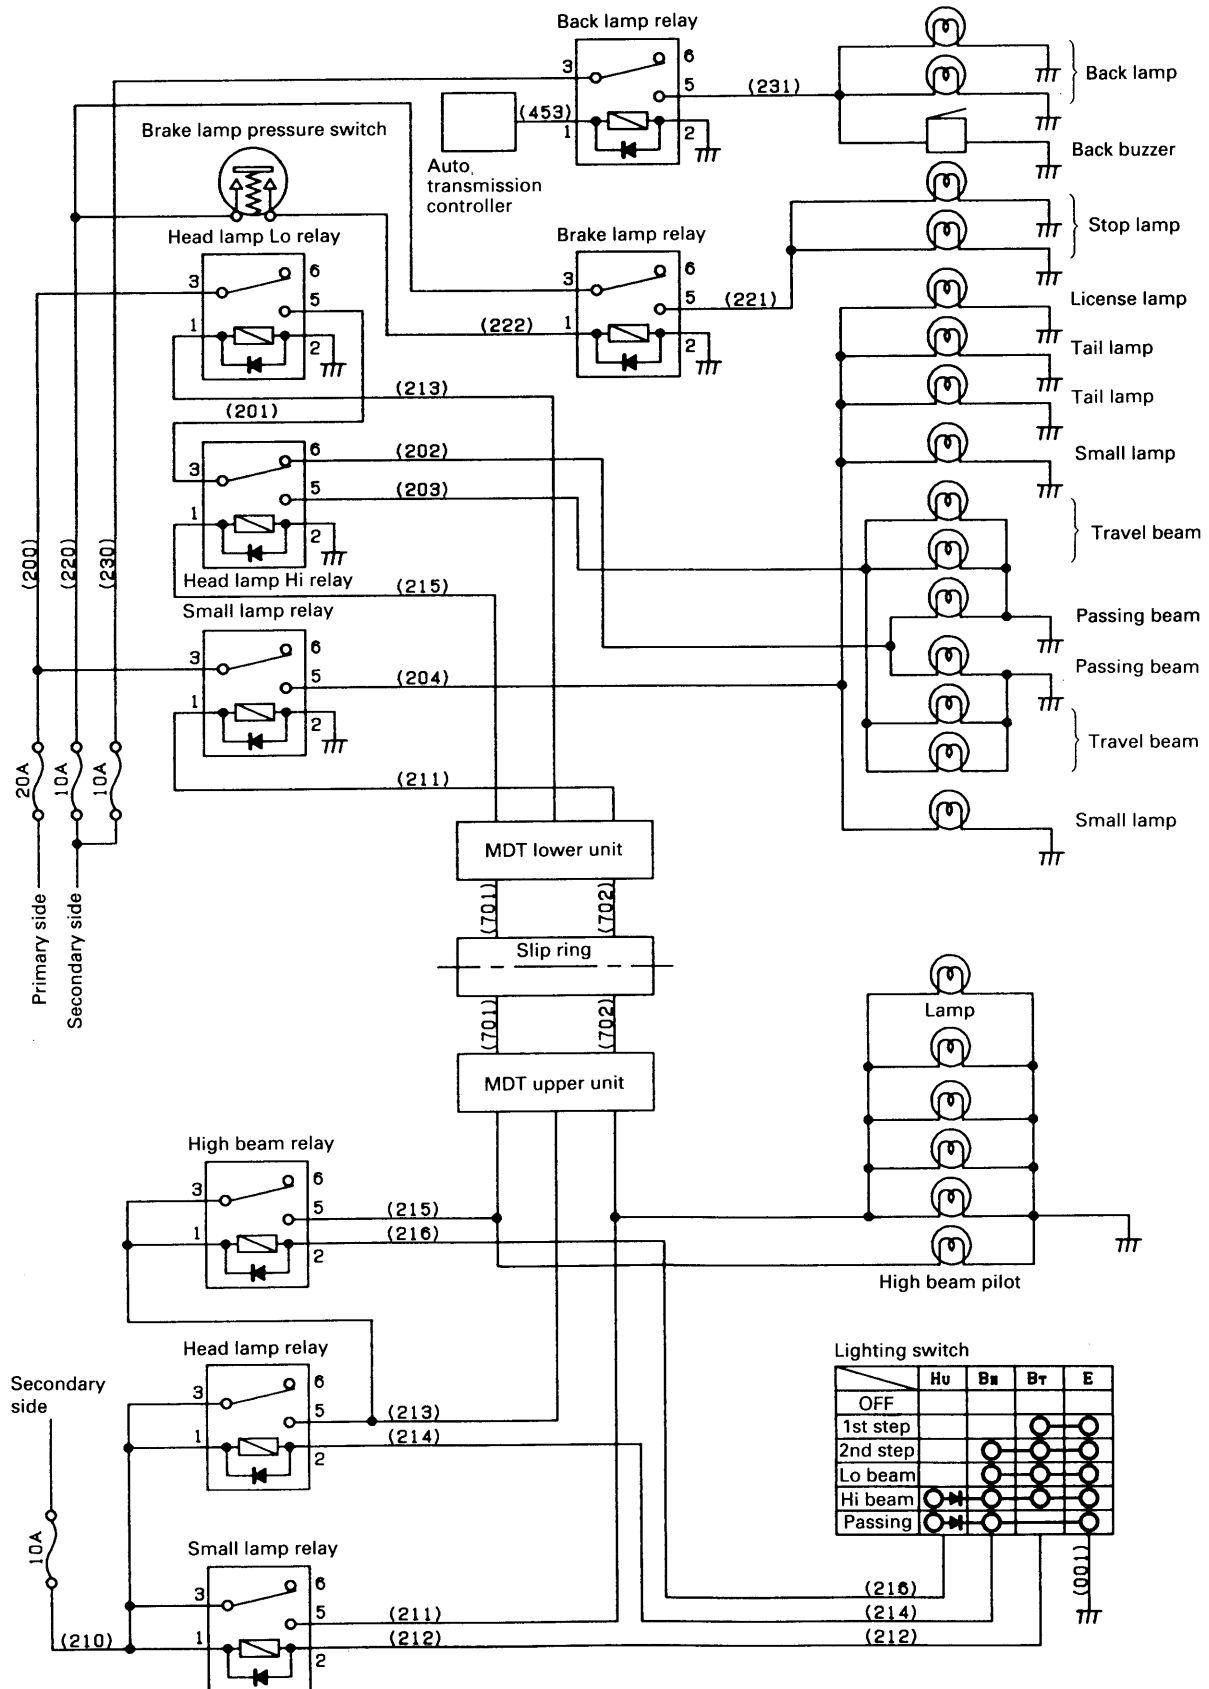 Back lamp relay
3
6
5
1
2
(453)
(231)
Auto.
transmission
controller
Back lamp
Back buzzer
Brake lamp pressure switch
Stop lamp
Head lamp Lo relay
3
6
5
1
2
Brake lamp relay
3
6
5
1
2
(221)
(222)
License lamp
Tail lamp
Tail lamp
Small lamp
(213)
(201)
3
6
5
1
2
(202)
(203)
Head lamp Hi relay
(215)
Travel beam
Passing beam
Passing beam
Travel beam
Small lamp
(200)
(220)
(230)
Small lamp relay
3
6
5
1
2
(204)
(211)
20A
10A
10A
Primary side
Secondary side
MDT lower unit
(701)
(702)
Slip ring
(701)
(702)
MDT upper unit
Lamp
High beam pilot
High beam relay
3
6
5
1
2
(215)
(216)
Head lamp relay
3
6
5
1
2
(213)
(214)
Secondary
side
10A
(210)
Small lamp relay
3
6
5
1
2
(211)
(212)
Lighting switch
HU BN BT E
OFF
1st step
2nd step
Lo beam
Hi beam
Passing
(001)
(216)
(214)
(212)